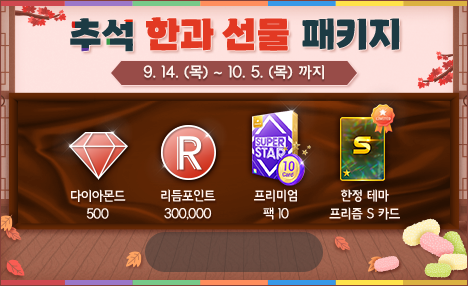 추석 한과 선물 패키지
9. 14. (목) ~ 10. 5. (목) 까지
R
SUPER
STAR
10
Card
S
다이아몬드
500
리듬포인트
300,000
프리미엄
팩 10
한정 테마
프리즘 S 카드